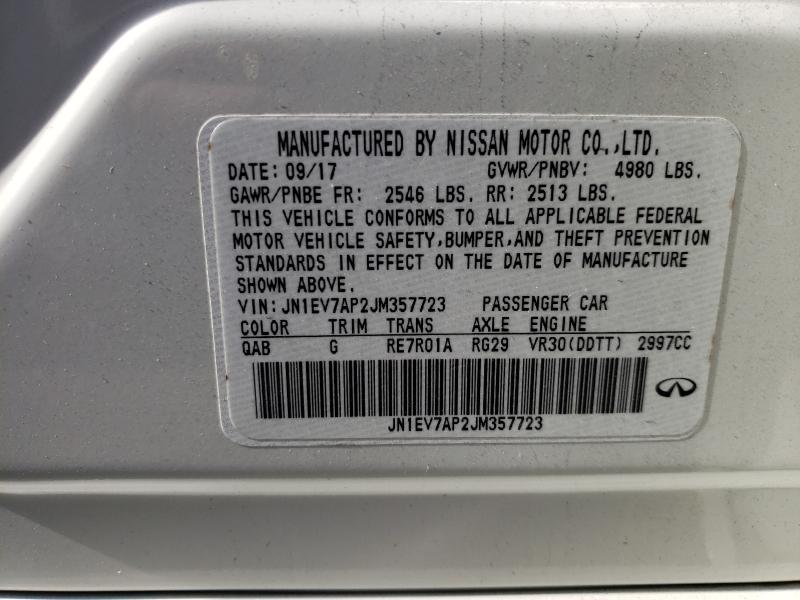 MANUFACTURED BY NISSAN MOTOR CO.,LTD.
DATE: 09/17 GVWR/PNBV: 4980 LBS.
GAWR/PNBE FR: 2546 LBS. RR: 2513 LBS.
THIS VEHICLE CONFORMS TO ALL APPLICABLE FEDERAL
MOTOR VEHICLE SAFETY,BUMPER,AND THEFT PREVENTION
STANDARDS IN EFFECT ON THE DATE OF MANUFACTURE
SHOWN ABOVE.
VIN:JN1EV7AP2JM357723 PASSENGER CAR
COLOR TRIM TRANS AXLE ENGINE
QAB G RE7R01A RG29 VR30(DDTT) 2997CC
JN1EV7AP2JM357723